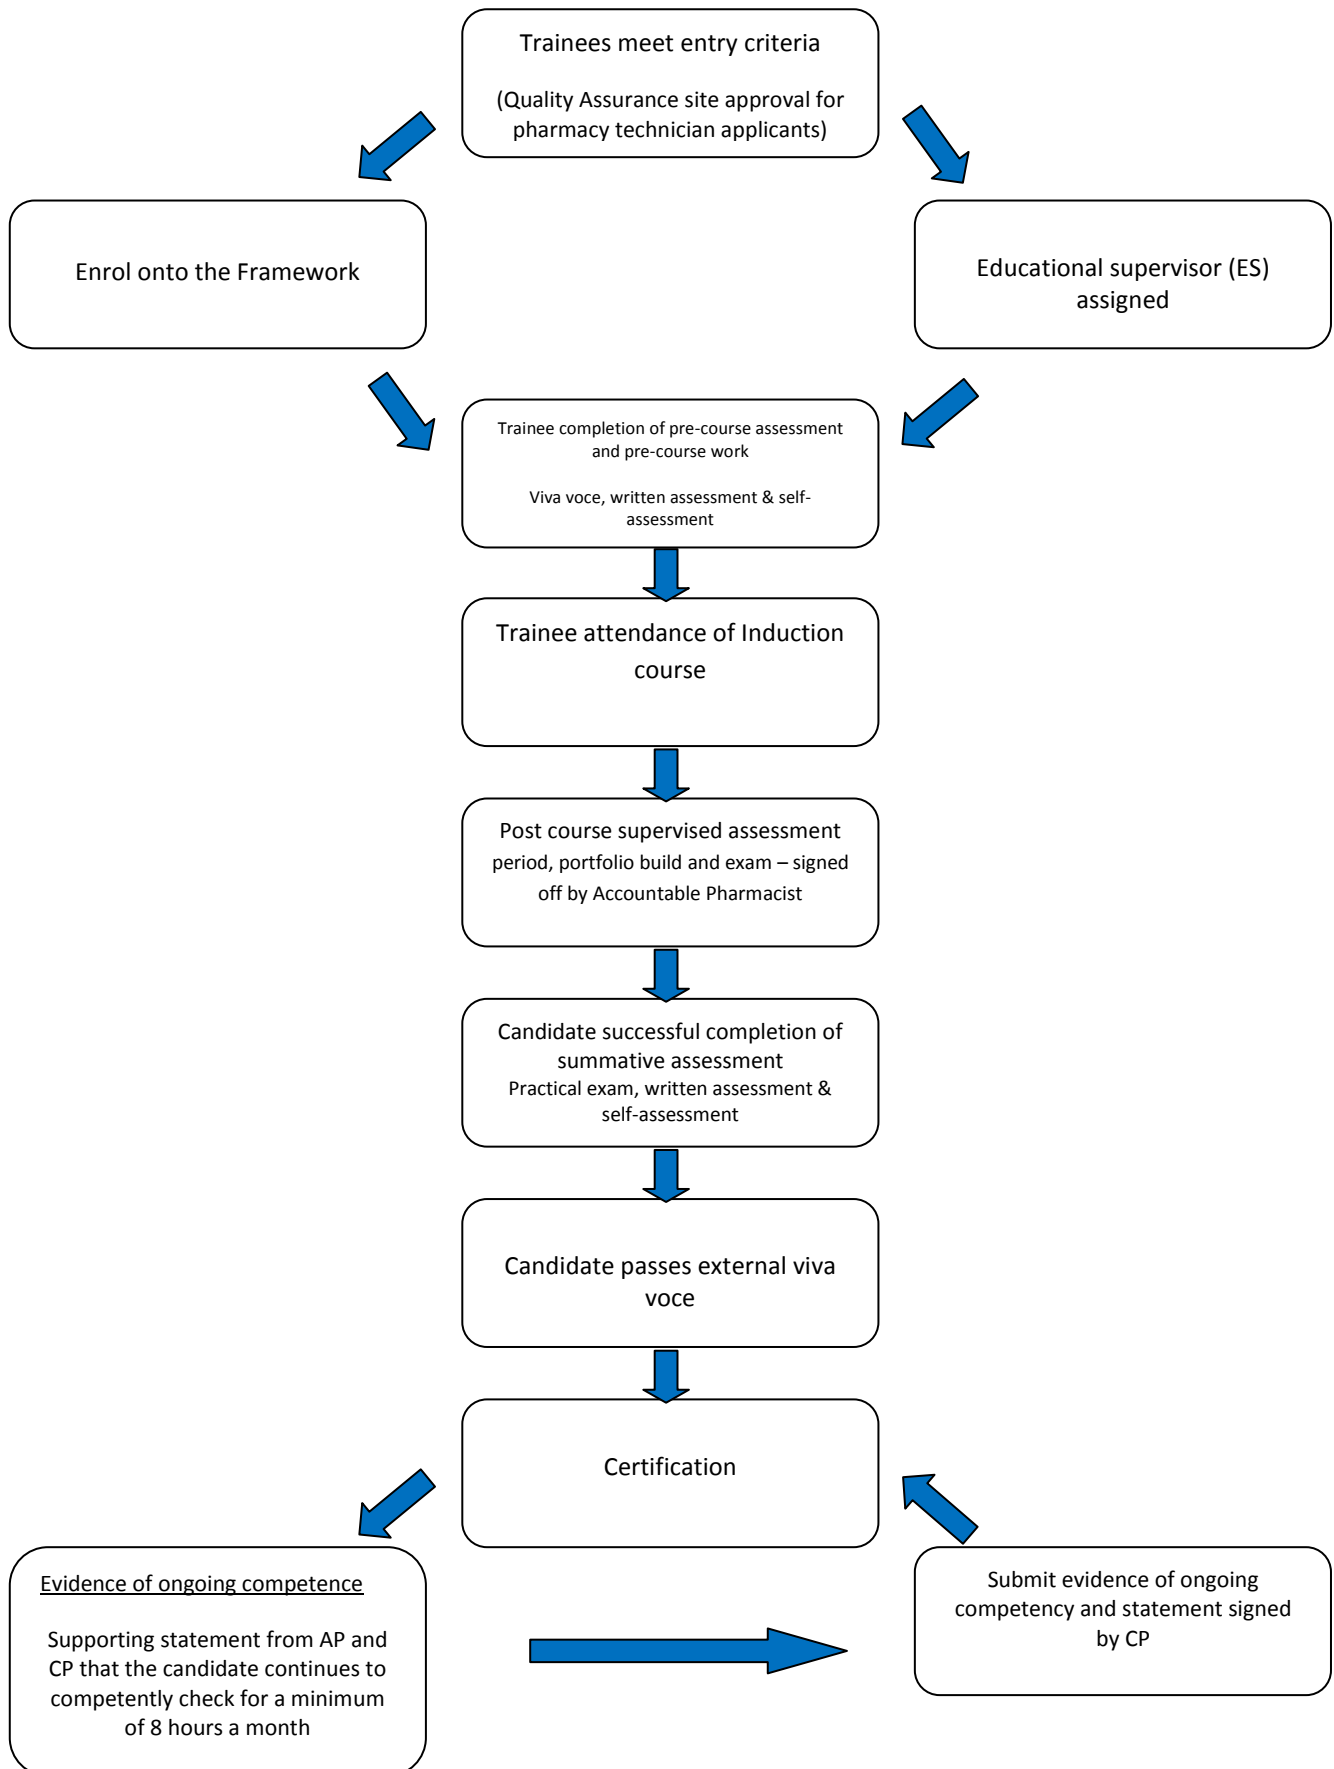 Trainees meet entry criteria
(Quality Assurance site approval for
pharmacy technician applicants)
Enrol onto the Framework
Educational supervisor (ES)
assigned
Trainee completion of pre-course assessment
and pre-course work
Viva voce, written assessment & self-
assessment
Trainee attendance of Induction
course
Post course supervised assessment
period, portfolio build and exam – signed
off by Accountable Pharmacist
Candidate successful completion of
summative assessment
Practical exam, written assessment &
self-assessment
Candidate passes external viva
voce
Certification
Evidence of ongoing competence
Supporting statement from AP and
CP that the candidate continues to
competently check for a minimum
of 8 hours a month
Submit evidence of ongoing
competency and statement signed
by CP